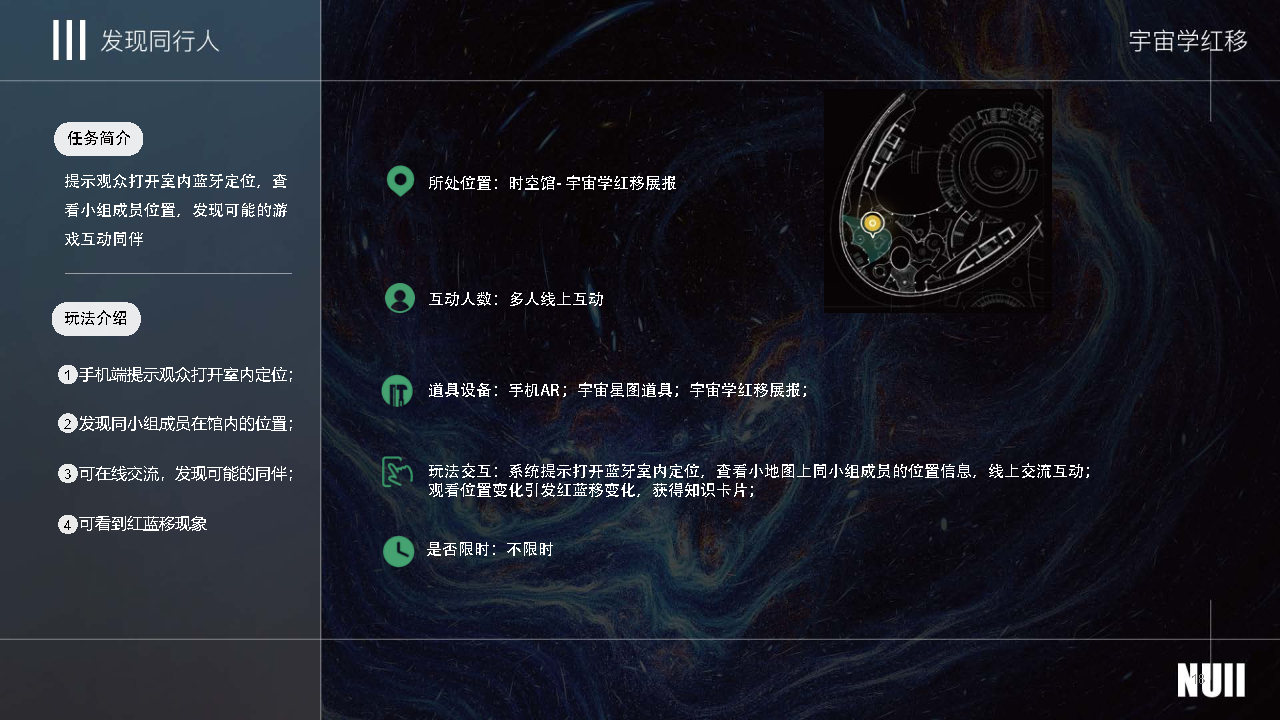 发现同行人
宇宙学红移
任务简介
提示观众打开室内蓝牙定位，查
看小组成员位置，发现可能的游
戏互动同伴
玩法介绍
1 手机端提示观众打开室内定位；
2 发现同小组成员在馆内的位置；
3 可在线交流，发现可能的同伴；
4 可看到红蓝移现象
所处位置：时空馆-宇宙学红移展报
互动人数：多人线上互动
道具设备：手机AR；宇宙星图道具；宇宙学红移展报；
玩法交互：系统提示打开蓝牙室内定位，查看小地图上同小组成员的位置信息，线上交流互动；
观看位置变化引发红蓝移变化，获得知识卡片；
是否限时：不限时
NUII